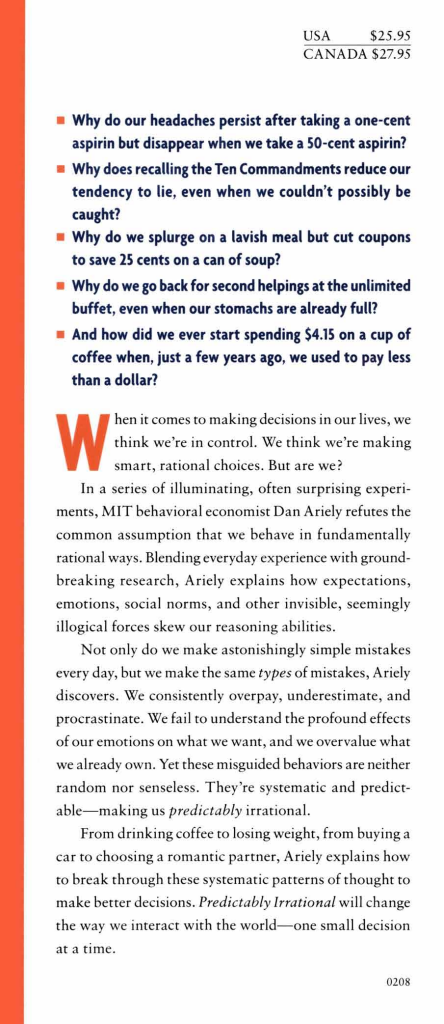 USA $25.95
CANADA $27.95
▪ Why do our headaches persist after taking a one-cent
aspirin but disappear when we take a 50-cent aspirin?
▪ Why does recalling the Ten Commandments reduce our
tendency to lie, even when we couldn't possibly be
caught?
▪ Why do we splurge on a lavish meal but cut coupons
to save 25 cents on a can of soup?
▪ Why do we go back for second helpings at the unlimited
buffet, even when our stomachs are already full?
▪ And how did we ever start spending $4.15 on a cup of
coffee when, just a few years ago, we used to pay less
than a dollar?
When it comes to making decisions in our lives, we
think we're in control. We think we're making
smart, rational choices. But are we?
In a series of illuminating, often surprising experi-
ments, MIT behavioral economist Dan Ariely refutes the
common assumption that we behave in fundamentally
rational ways. Blending everyday experience with ground-
breaking research, Ariely explains how expectations,
emotions, social norms, and other invisible, seemingly
illogical forces skew our reasoning abilities.
Not only do we make astonishingly simple mistakes
every day, but we make the same types of mistakes, Ariely
discovers. We consistently overpay, underestimate, and
procrastinate. We fail to understand the profound effects
of our emotions on what we want, and we overvalue what
we already own. Yet these misguided behaviors are neither
random nor senseless. They're systematic and predict-
able—making us predictably irrational.
From drinking coffee to losing weight, from buying a
car to choosing a romantic partner, Ariely explains how
to break through these systematic patterns of thought to
make better decisions. Predictably Irrational will change
the way we interact with the world—one small decision
at a time.
0208